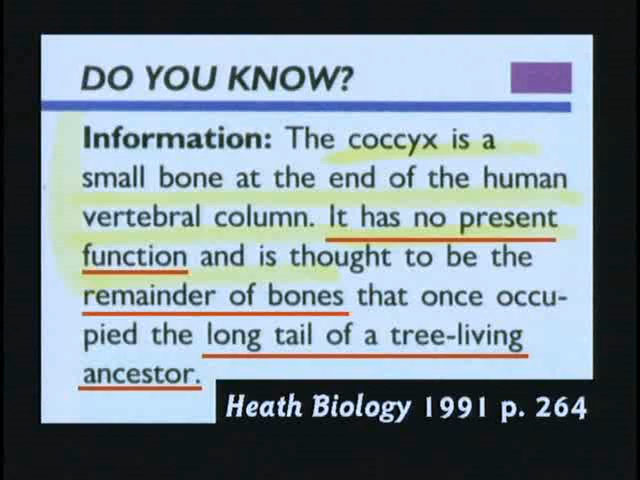 DO YOU KNOW?
Information: The coccyx is a
small bone at the end of the human
vertebral column. It has no present
function and is thought to be the
remainder of bones that once occu-
pied the long tail of a tree-living
ancestor.
Heath Biology 1991 p. 264